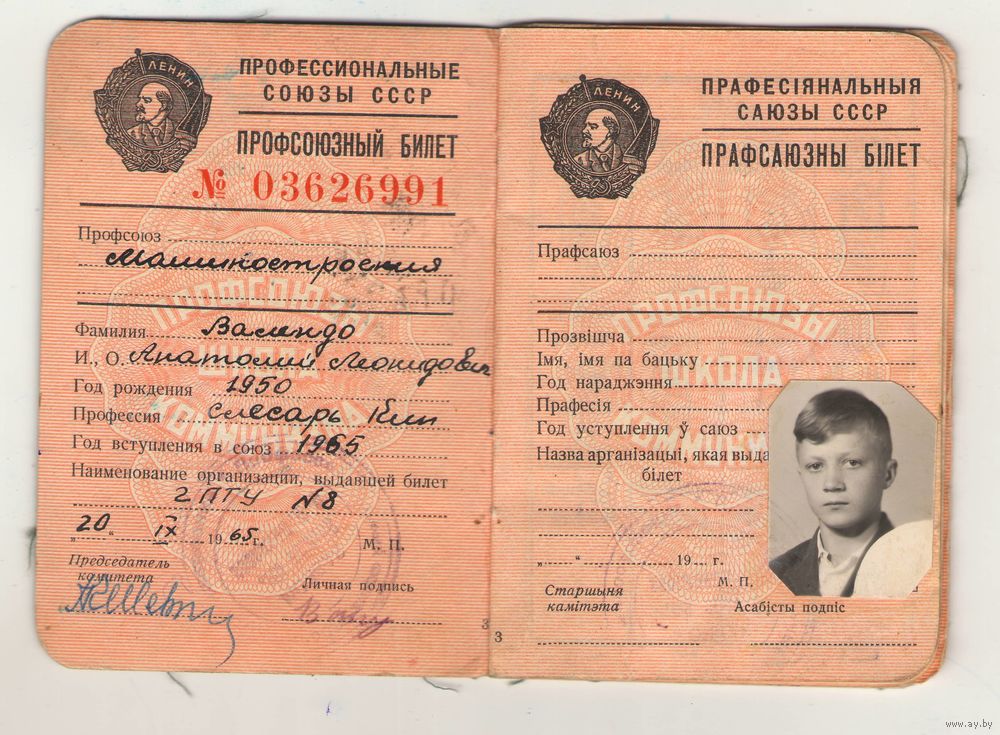 ЛЕНИН
ПРОФЕССИОНАЛЬНЫЕ
СОЮЗЫ СССР
ПРОФСОЮЗНЫЙ БИЛЕТ
№ 03626991
Профсоюз
Машиностроения
Фамилия Валендо
И., О. Анатолий Леонидович
Год рождения 1950
Профессия Слесарь Кип
Год вступления в союз 1965
Наименование организации, выдавшей билет
ГПТУ №8
„20“ IX 1965г.
М. П.
Председатель
комитета
Личная подпись
3
ЛЕНИН
ПРАФЕСІЯНАЛЬНЫЯ
САЮЗЫ СССР
ПРАФСАЮЗНЫ БІЛЕТ
Прафсаюз
ПРОФСОЮЗЫ
ШКОЛА
Прозвішча
Імя, імя па бацьку
Год нараджэння
Прафесія
Год уступлення ў саюз
Назва арганізацыі, якая выда
білет
„ “ 19 г.
М. П.
Старшыня
камітэта
Асабісты подпіс
3
www.ay.by